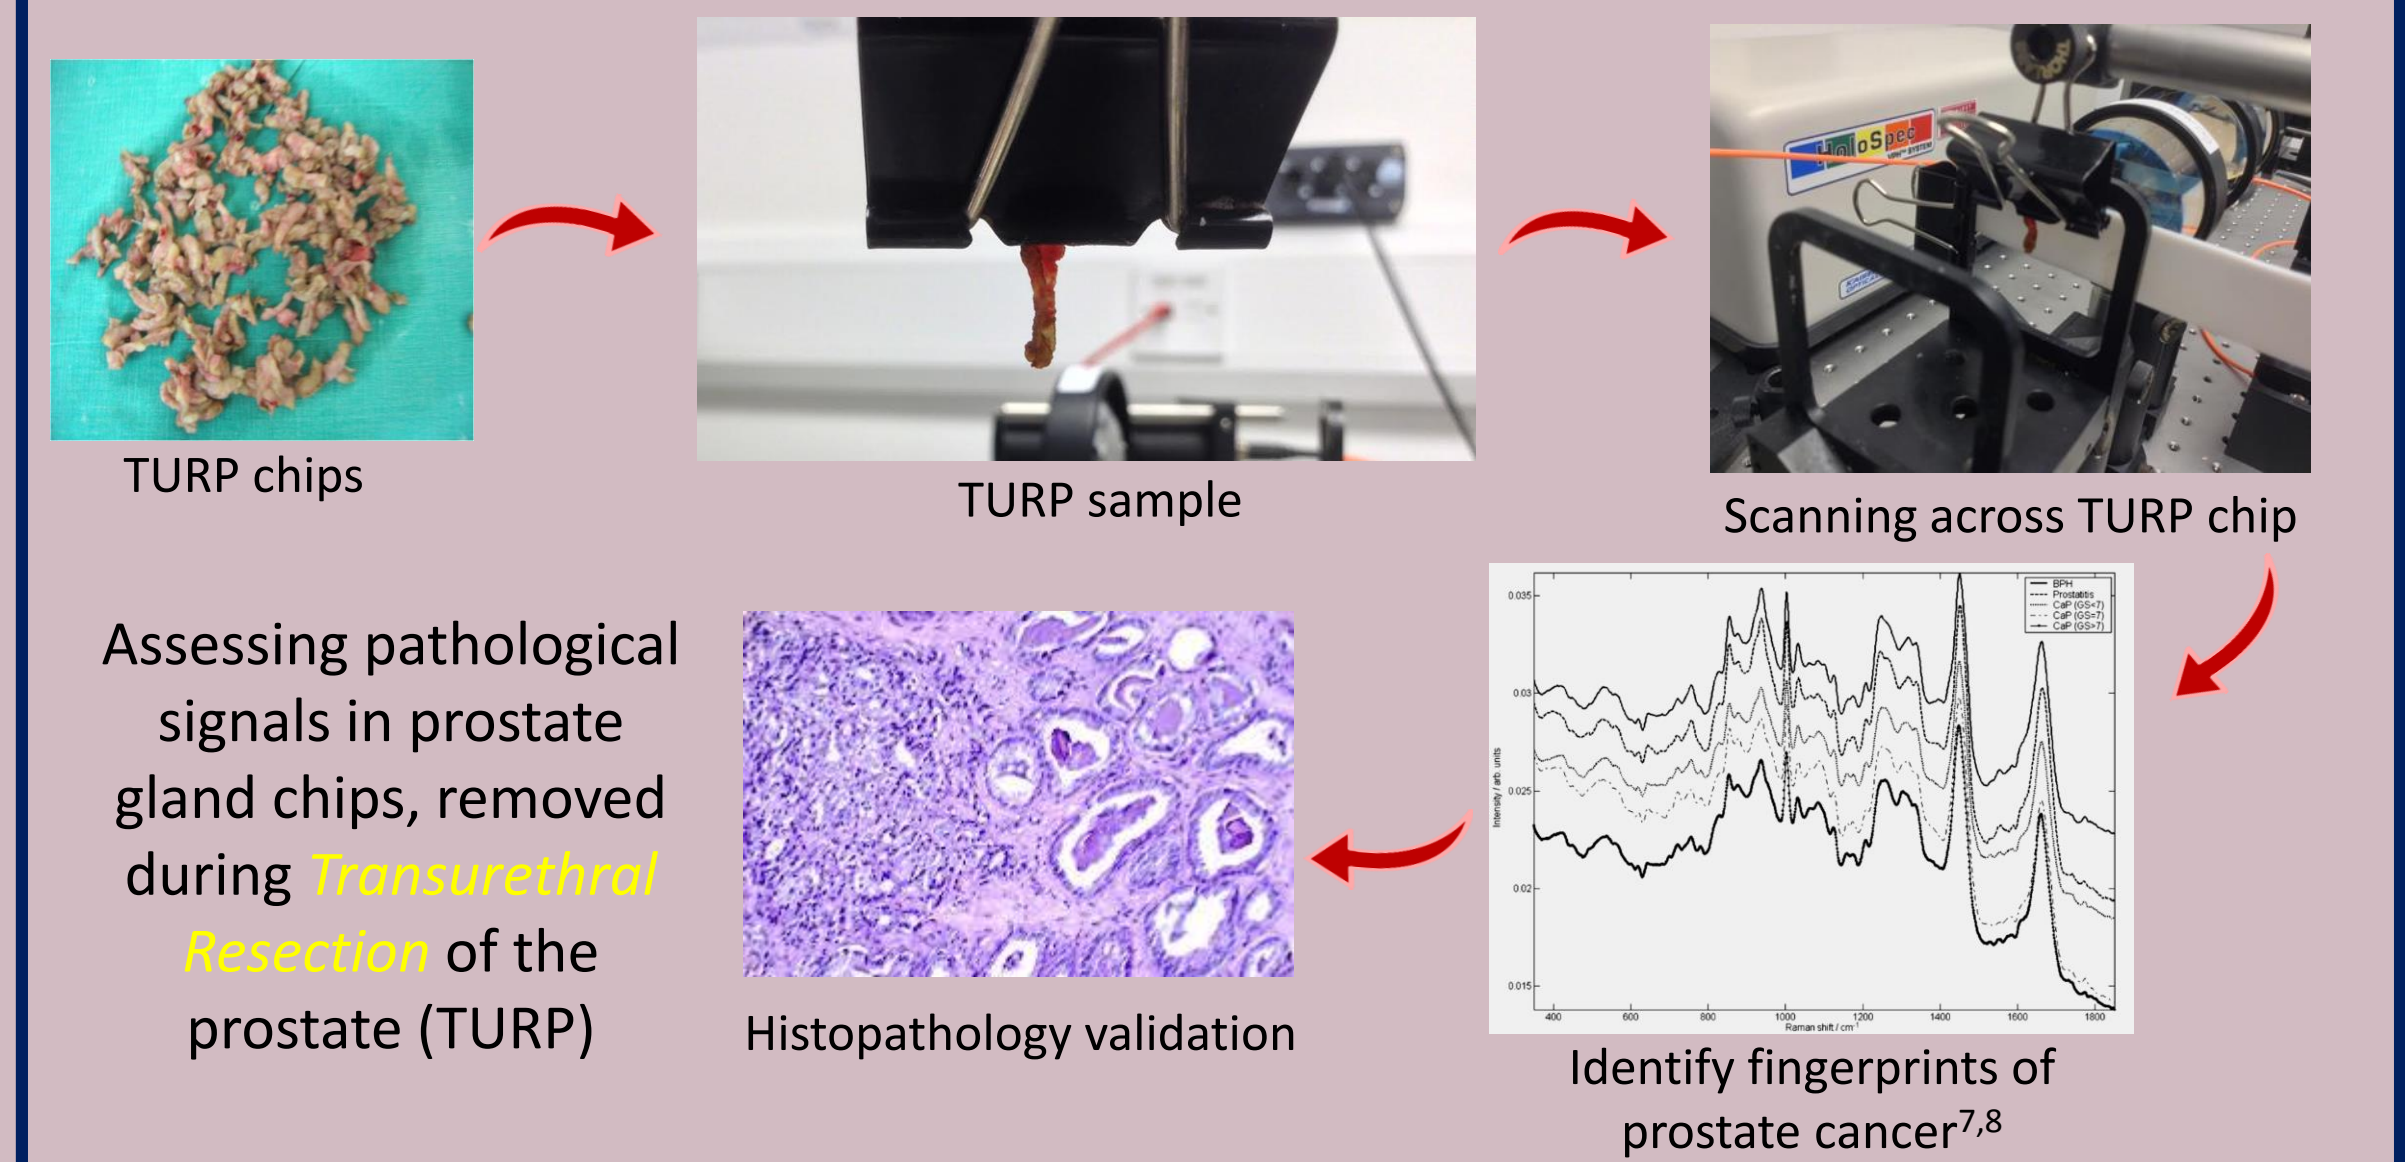 TURP chips
TURP sample
THORLABS
HoloSpec
VPH™ SYSTEM
Scanning across TURP chip
Assessing pathological
signals in prostate
gland chips, removed
during Transurethral
Resection of the
prostate (TURP)
Histopathology validation
BPH
Prostatitis
CaP (GS<7)
CaP (GS=7)
CaP (GS>7)
0.035
0.03
0.025
0.02
0.015
Intensity / arb. units
400 600 800 1000 1200 1400 1600 1800
Raman shift / cm⁻¹
Identify fingerprints of
prostate cancer⁷,⁸